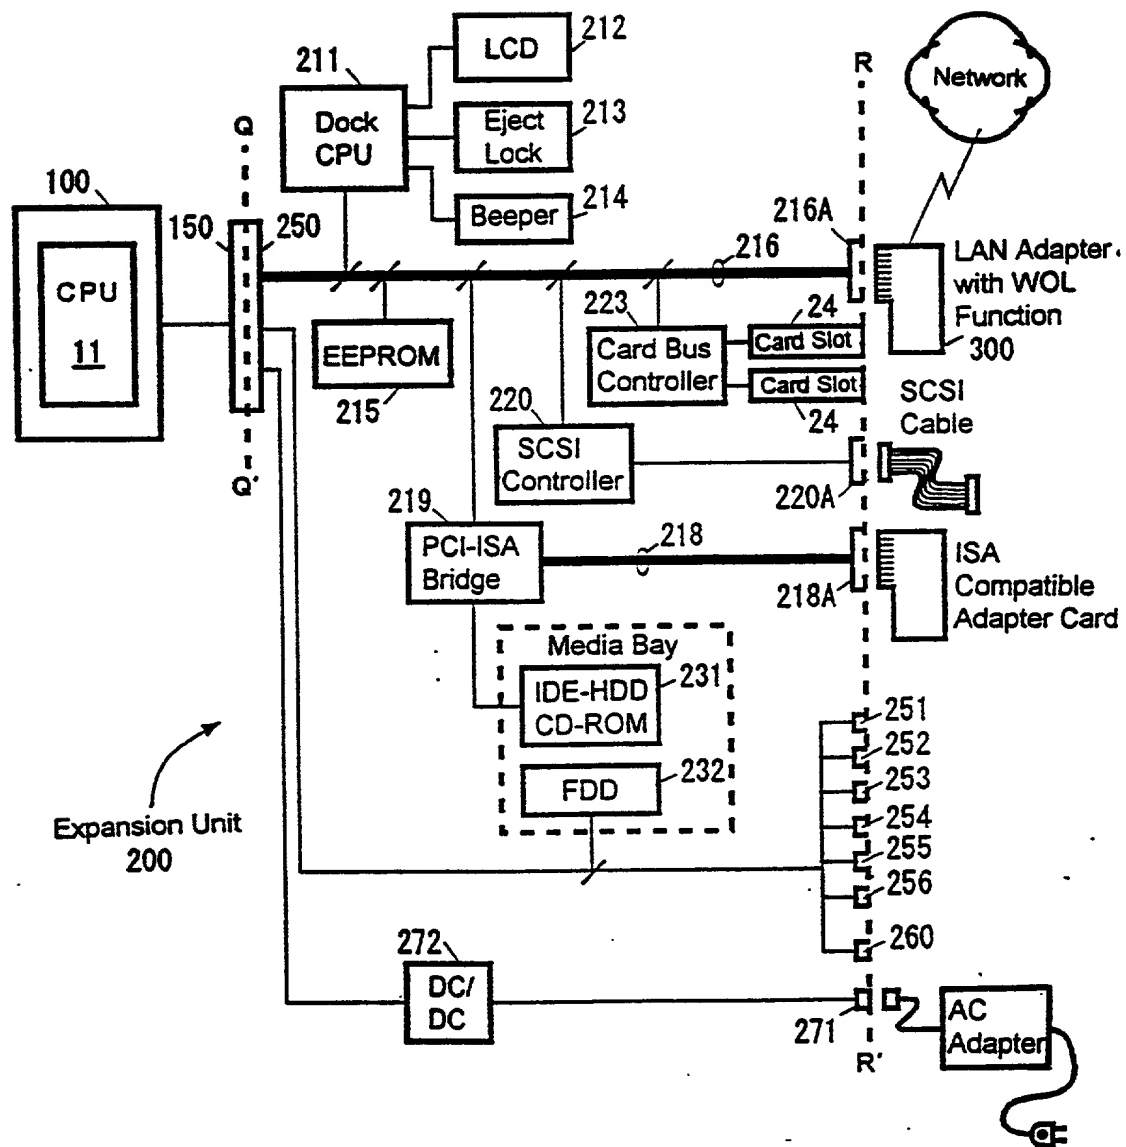 212
LCD
211
R
Network
Dock
CPU
Eject
Lock
213
Q
100
Beeper
214
150
250
216A
216
LAN Adapter
with WOL
Function
300
CPU
11
223
24
Card Slot
EEPROM
Card Bus
Controller
Card Slot
24
215
220
SCSI
Cable
SCSI
Controller
Q'
220A
219
218
PCI-ISA
Bridge
218A
ISA
Compatible
Adapter Card
Media Bay
IDE-HDD
CD-ROM
231
251
252
FDD
232
253
254
Expansion Unit
200
255
256
272
260
DC/
DC
271
AC
Adapter
R'